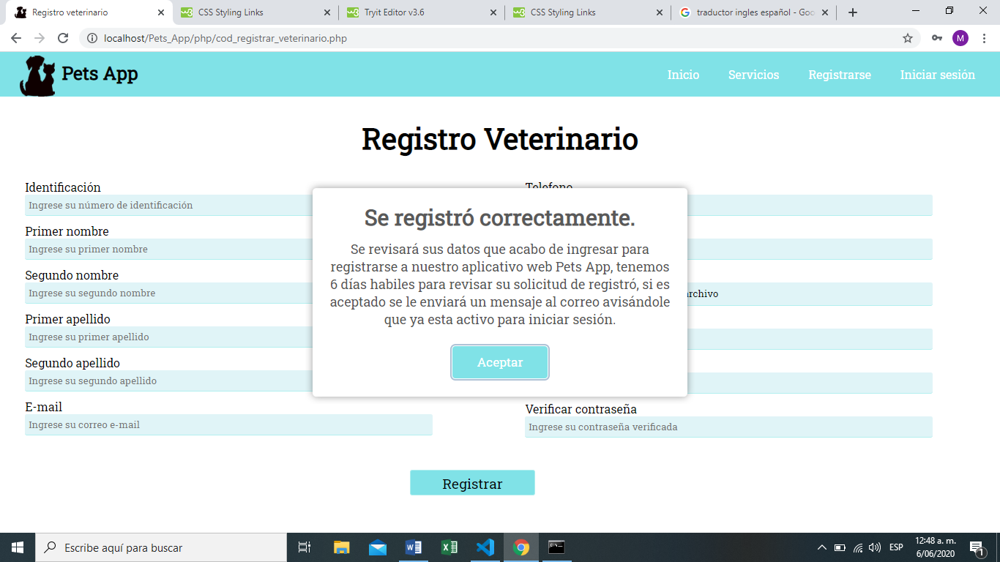 Registro veterinario
CSS Styling Links
Tryit Editor v3.6
CSS Styling Links
traductor ingles español - Goo
localhost/Pets_App/php/cod_registrar_veterinario.php
M
Pets App
Inicio
Servicios
Registrarse
Iniciar sesión
Registro Veterinario
Identificación
Ingrese su número de identificación
Primer nombre
Ingrese su primer nombre
Segundo nombre
Ingrese su segundo nombre
Primer apellido
Ingrese su primer apellido
Segundo apellido
Ingrese su segundo apellido
E-mail
Ingrese su correo e-mail
Telefono
archivo
Verificar contraseña
Ingrese su contraseña verificada
Se registró correctamente.
Se revisará sus datos que acabo de ingresar para
registrarse a nuestro aplicativo web Pets App, tenemos
6 días habiles para revisar su solicitud de registró, si es
aceptado se le enviará un mensaje al correo avisándole
que ya esta activo para iniciar sesión.
Aceptar
Registrar
Escribe aquí para buscar
ESP
12:48 a. m.
6/06/2020
1